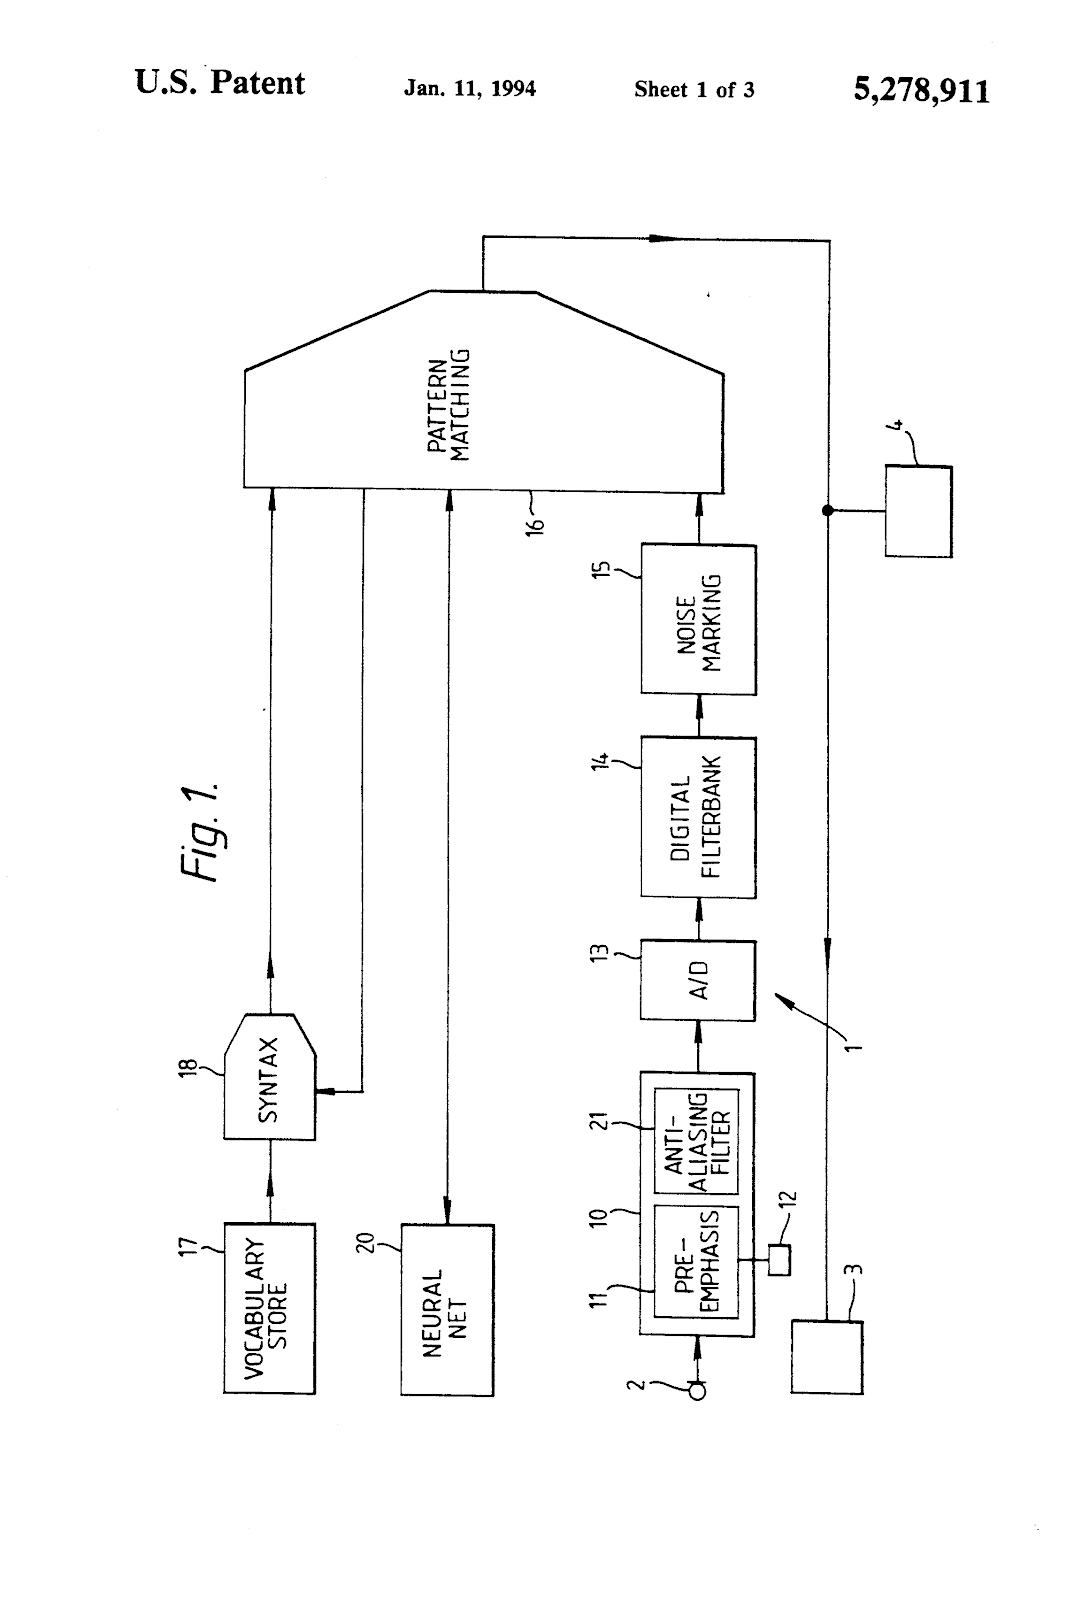 U.S. Patent Jan. 11, 1994 Sheet 1 of 3 5,278,911
Fig. 1.
17
VOCABULARY
STORE
18
SYNTAX
20
NEURAL
NET
PATTERN
MATCHING
16
2
10
11
PRE-
EMPHASIS
21
ANTI-
ALIASING
FILTER
12
13
A/D
14
DIGITAL
FILTERBANK
15
NOISE
MARKING
1
3
4